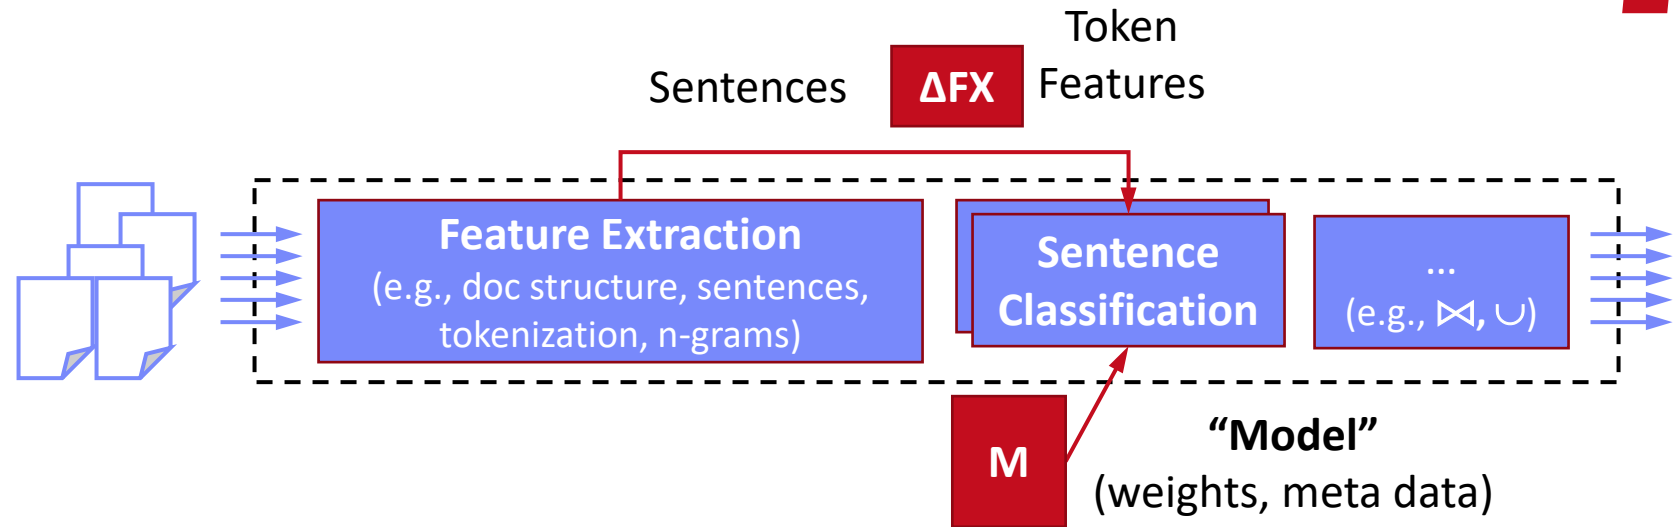 Token
Sentences ΔFX Features
Feature Extraction
(e.g., doc structure, sentences,
tokenization, n-grams)
Sentence
Classification
...
(e.g., ⋈, ∪)
M
“Model”
(weights, meta data)